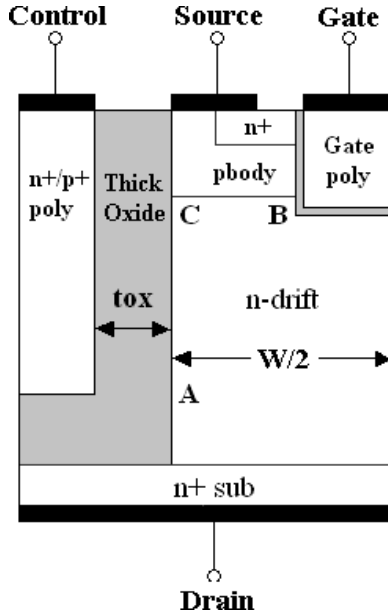 Control
Source
Gate
n+/p+
poly
Thick
Oxide
n+
pbody
Gate
poly
C
B
tox
n-drift
W/2
A
n+ sub
Drain